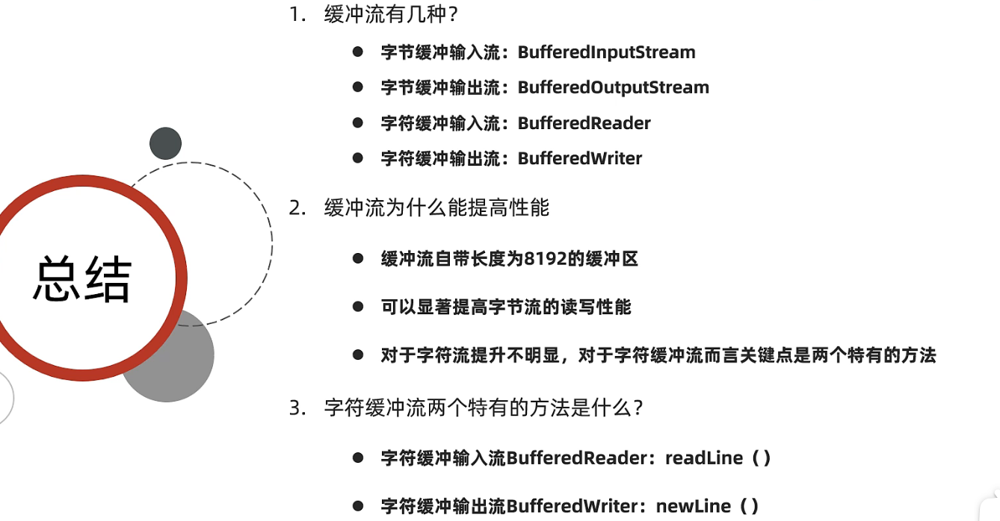 1. 缓冲流有几种？
● 字节缓冲输入流：BufferedInputStream
● 字节缓冲输出流：BufferedOutputStream
● 字符缓冲输入流：BufferedReader
● 字符缓冲输出流：BufferedWriter
2. 缓冲流为什么能提高性能
● 缓冲流自带长度为8192的缓冲区
● 可以显著提高字节流的读写性能
● 对于字符流提升不明显，对于字符缓冲流而言关键点是两个特有的方法
总结
3. 字符缓冲流两个特有的方法是什么？
● 字符缓冲输入流BufferedReader：readLine（）
● 字符缓冲输出流BufferedWriter：newLine（）